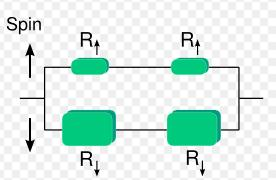 Spin
R↑ R↑
R↓ R↓